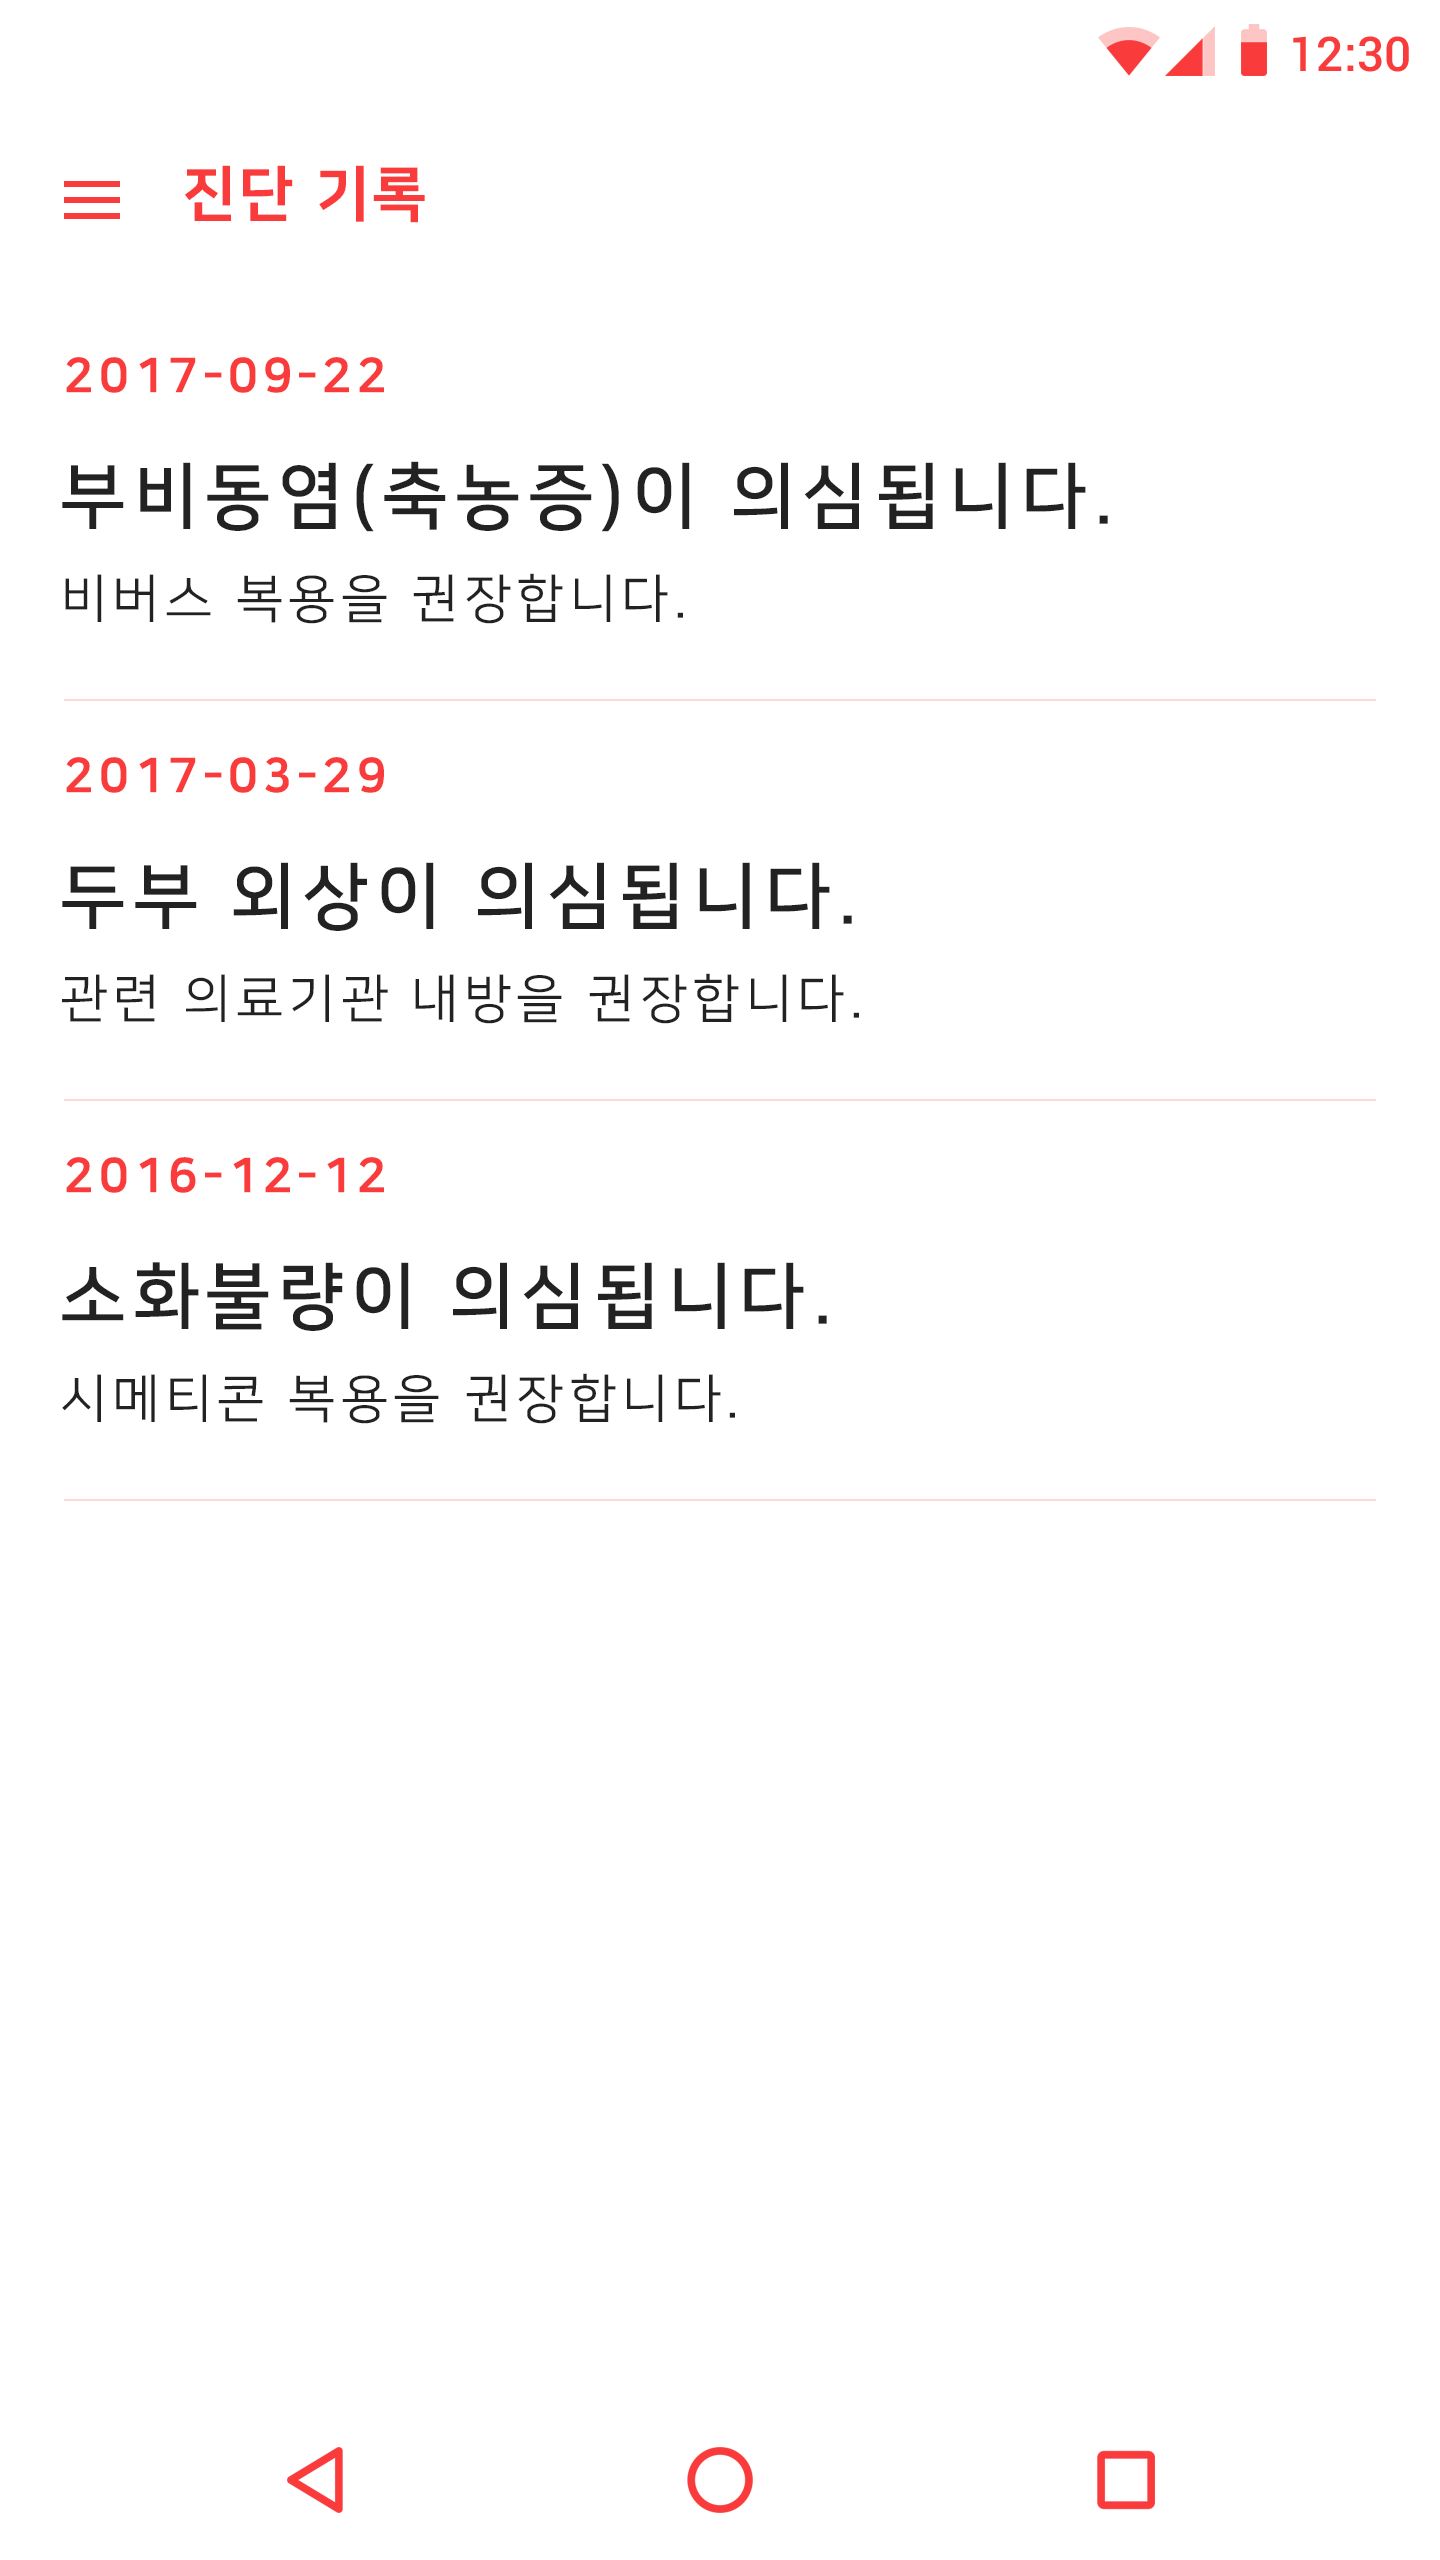 12:30
진단 기록
2017-09-22
부비동염(축농증)이 의심됩니다.
비버스 복용을 권장합니다.
2017-03-29
두부 외상이 의심됩니다.
관련 의료기관 내방을 권장합니다.
2016-12-12
소화불량이 의심됩니다.
시메티콘 복용을 권장합니다.